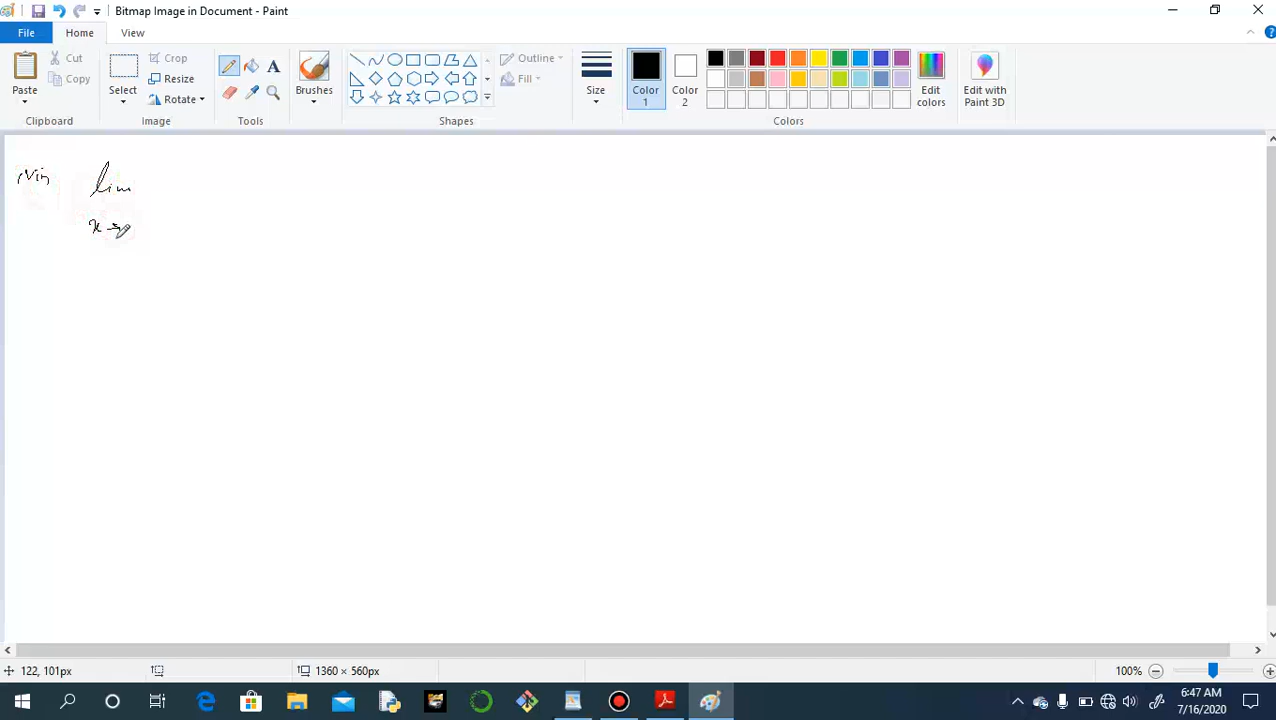 Bitmap Image in Document - Paint
File Home View
Paste
Cut
Copy
Clipboard
Select
Crop
Resize
Rotate
Image
A
Tools
Brushes
Shapes
Outline
Fill
Size
Color 1
Color 2
Colors
Edit colors
Edit with Paint 3D
lim
x→
122, 101px
1360 × 560px
100%
6:47 AM
7/16/2020